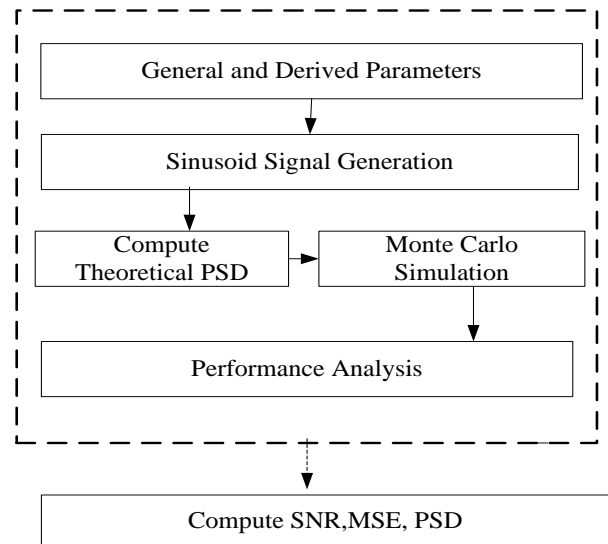 General and Derived Parameters
Sinusoid Signal Generation
Compute
Theoretical PSD
Monte Carlo
Simulation
Performance Analysis
Compute SNR,MSE, PSD